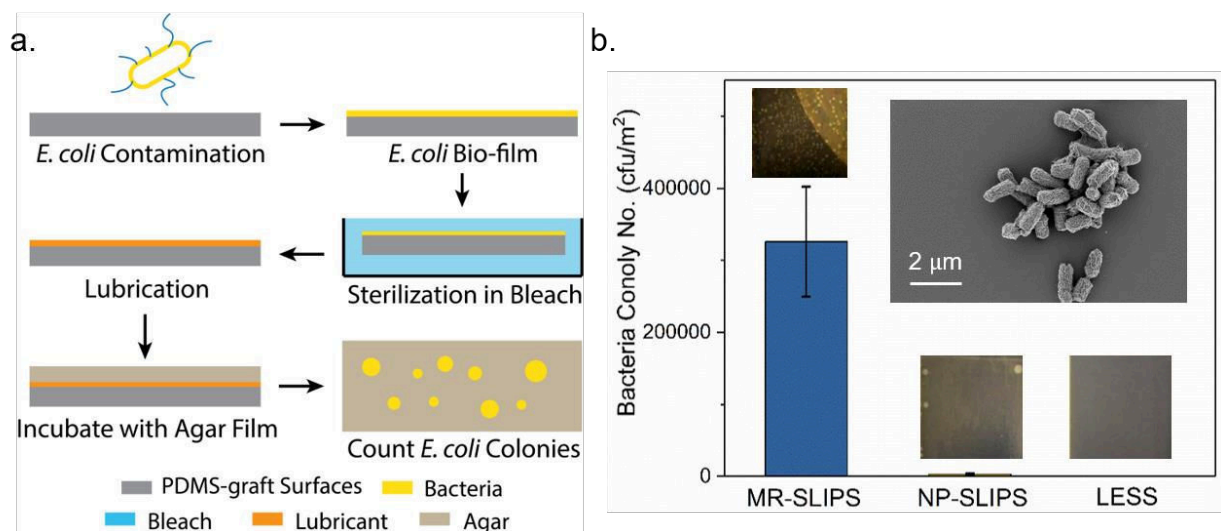 a.
E. coli Contamination
E. coli Bio-film
Lubrication
Sterilization in Bleach
Incubate with Agar Film
Count E. coli Colonies
PDMS-graft Surfaces
Bacteria
Bleach
Lubricant
Agar
b.
Bacteria Conoly No. (cfu/m²)
400000
200000
0
2 μm
MR-SLIPS
NP-SLIPS
LESS